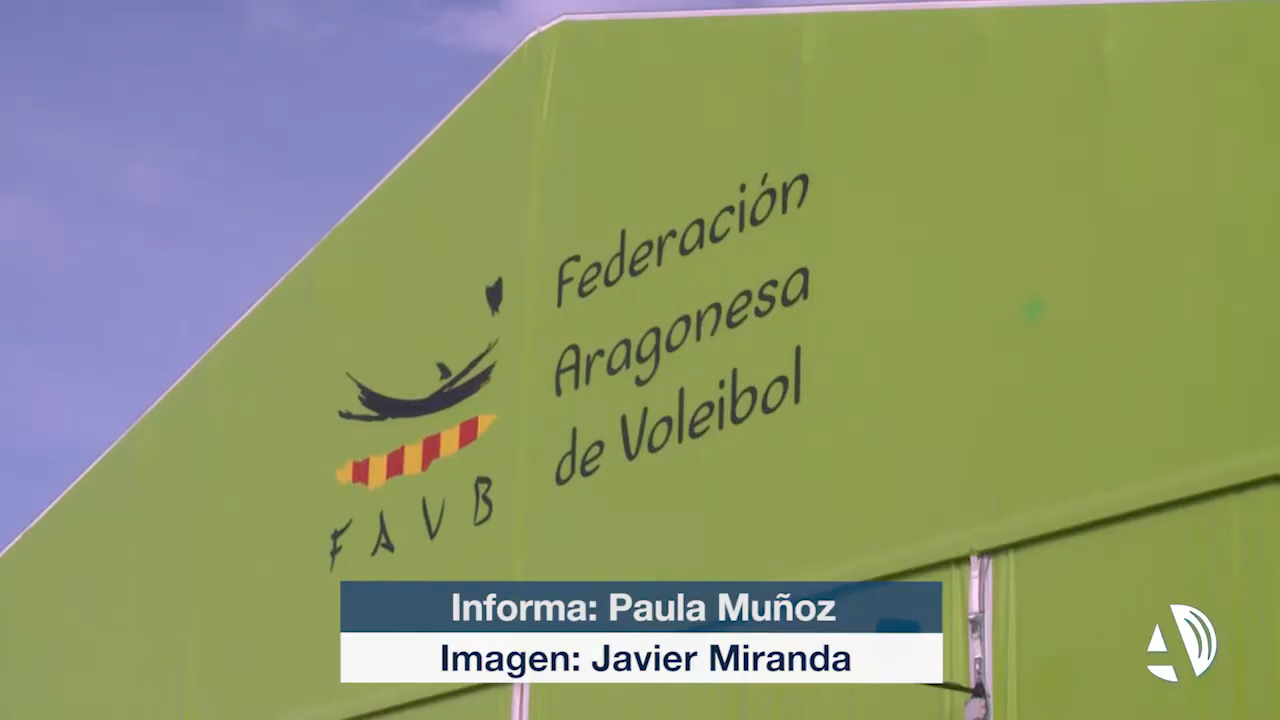 Federación
Aragonesa
de Voleibol
FAVB
Informa: Paula Muñoz
Imagen: Javier Miranda